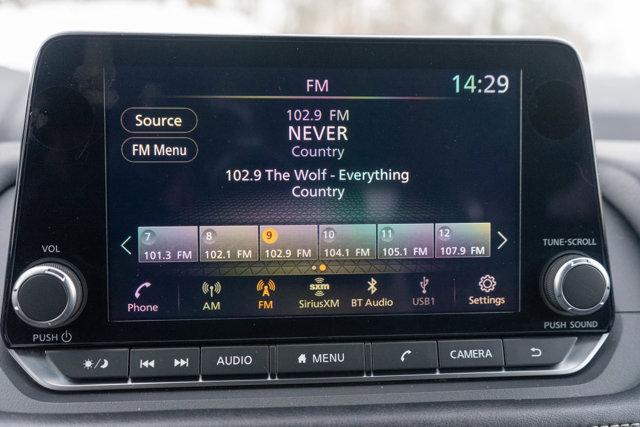 FM
14:29
Source
FM Menu
102.9 FM
NEVER
Country
102.9 The Wolf - Everything
Country
7 8 9 10 11 12
101.3 FM 102.1 FM 102.9 FM 104.1 FM 105.1 FM 107.9 FM
Phone AM FM sxm SiriusXM BT Audio USB1 Settings
VOL
PUSH
TUNE·SCROLL
PUSH SOUND
AUDIO MENU CAMERA